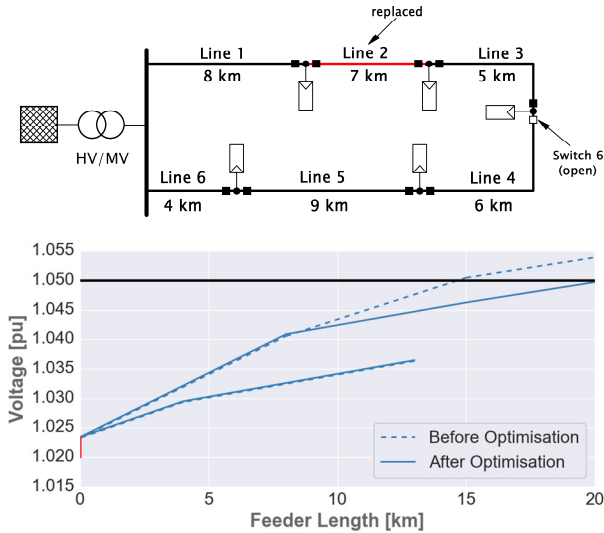 replaced
Line 1
Line 2
Line 3
8 km
7 km
5 km
HV/MV
Switch 6
(open)
Line 6
Line 5
Line 4
4 km
9 km
6 km
1.055
1.050
1.045
1.040
1.035
1.030
1.025
1.020
1.015
Voltage [pu]
Before Optimisation
After Optimisation
0
5
10
15
20
Feeder Length [km]